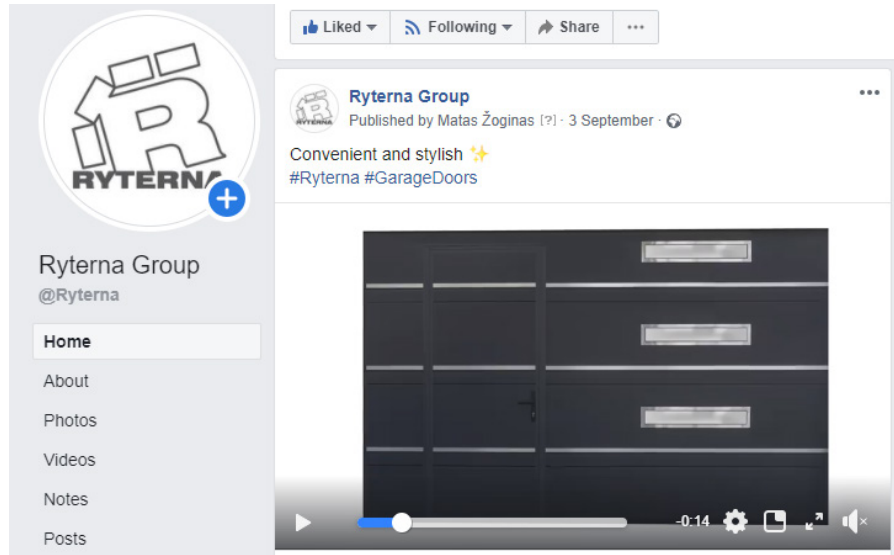 Liked
Following
Share
RYTERNA
Ryterna Group
@Ryterna
Home
About
Photos
Videos
Notes
Posts
RYTERNA
Ryterna Group
Published by Matas Žoginas [?] · 3 September ·
Convenient and stylish ✨
#Ryterna #GarageDoors
-0:14